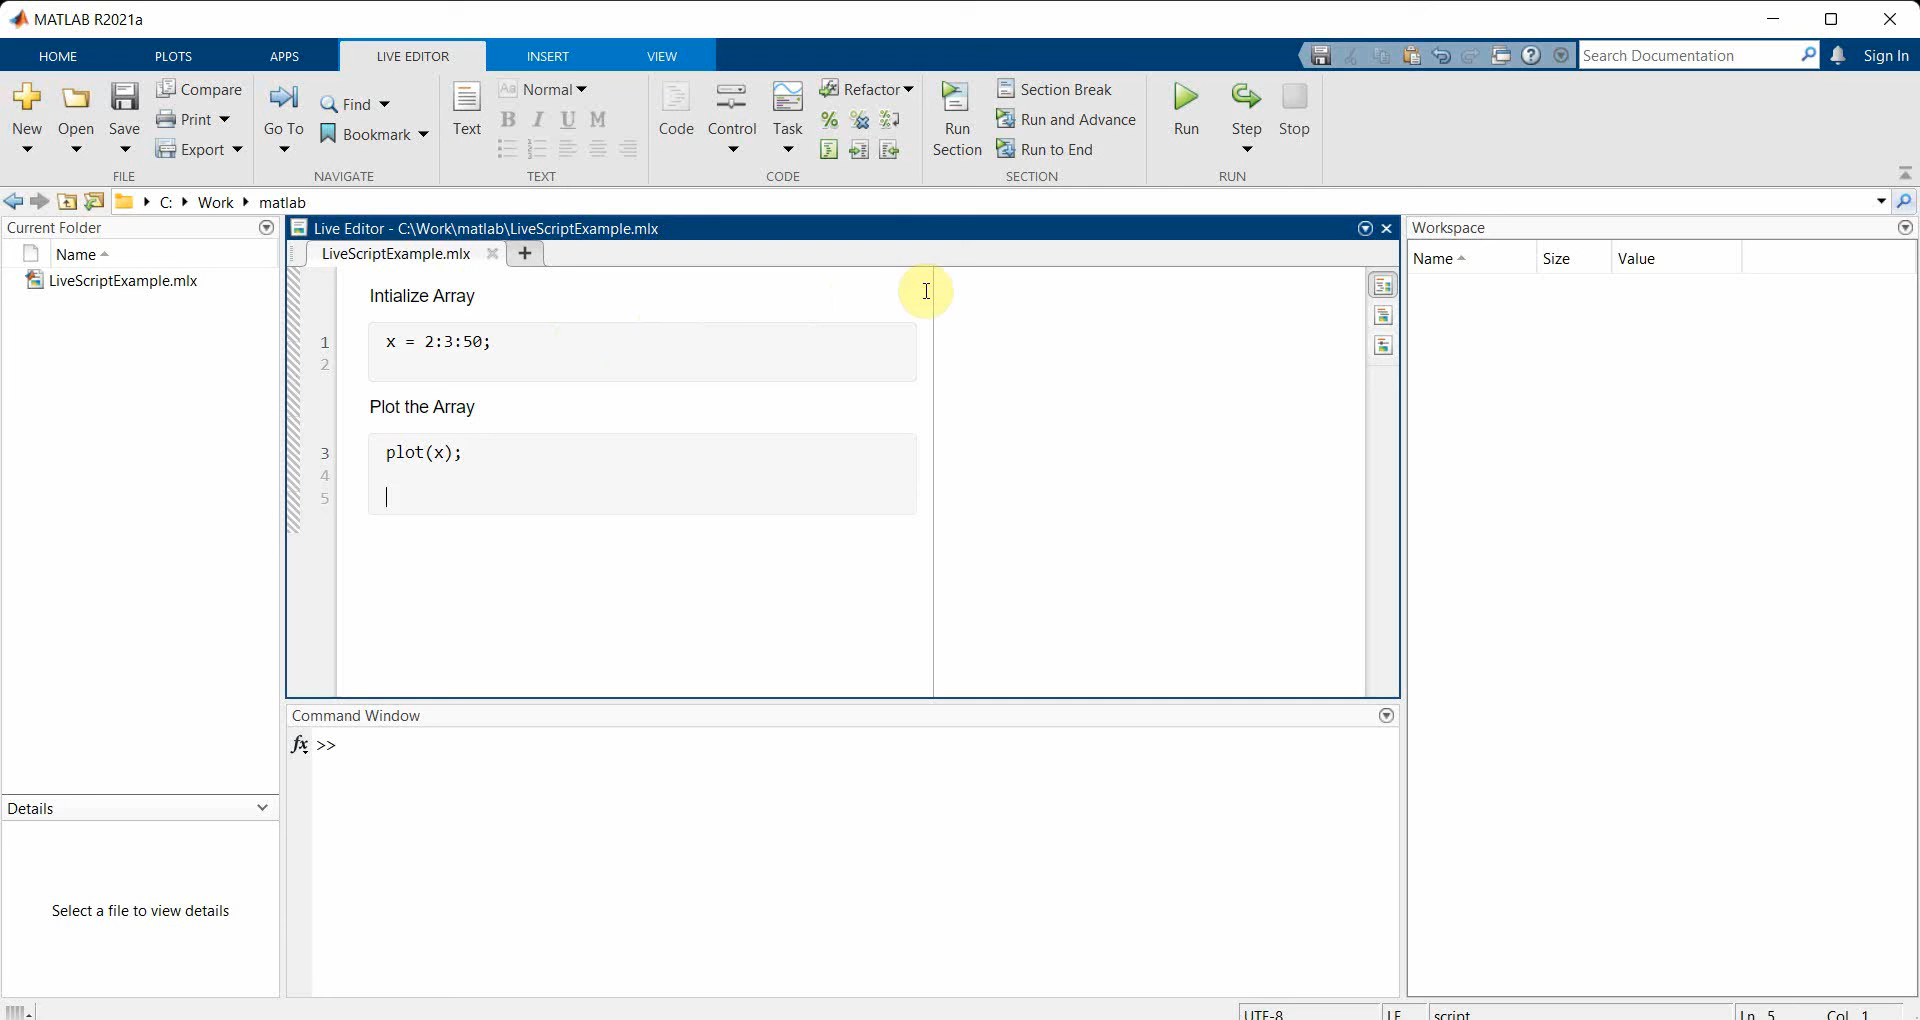 MATLAB R2021a
HOME PLOTS APPS LIVE EDITOR INSERT VIEW
Search Documentation
Sign In
New
Open
Save
Compare
Print
Export
FILE
Go To
Find
Bookmark
NAVIGATE
Text
Aa Normal
B I U M
TEXT
Code
Control
Task
Refactor
CODE
Run
Section
Section Break
Run and Advance
Run to End
SECTION
Run
Step
Stop
RUN
C: Work matlab
Current Folder
Name
LiveScriptExample.mlx
Details
Select a file to view details
Live Editor - C:\Work\matlab\LiveScriptExample.mlx
LiveScriptExample.mlx
Intialize Array
1 x = 2:3:50;
2
Plot the Array
3 plot(x);
4
5
Command Window
fx >>
Workspace
Name Size Value
UTF-8 LF script Ln 5 Col 1